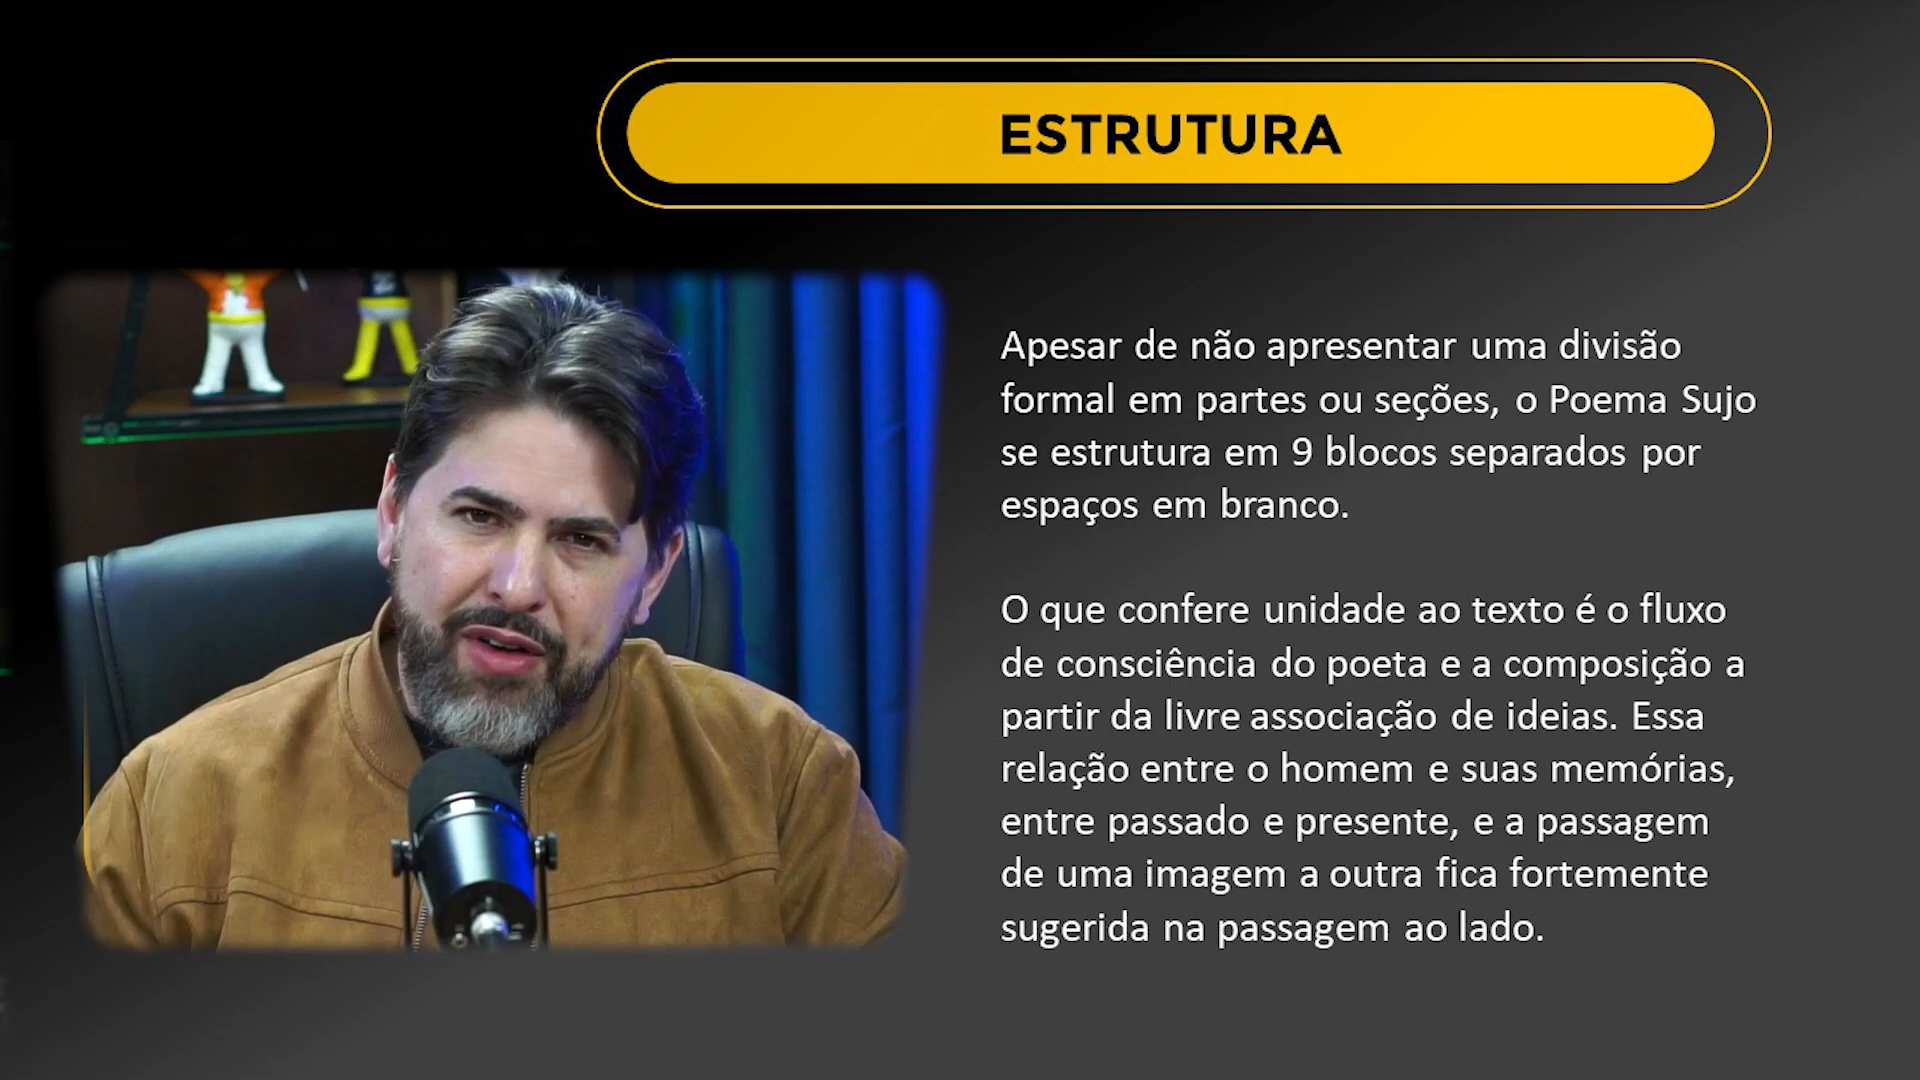 ESTRUTURA
Apesar de não apresentar uma divisão
formal em partes ou seções, o Poema Sujo
se estrutura em 9 blocos separados por
espaços em branco.
O que confere unidade ao texto é o fluxo
de consciência do poeta e a composição a
partir da livre associação de ideias. Essa
relação entre o homem e suas memórias,
entre passado e presente, e a passagem
de uma imagem a outra fica fortemente
sugerida na passagem ao lado.